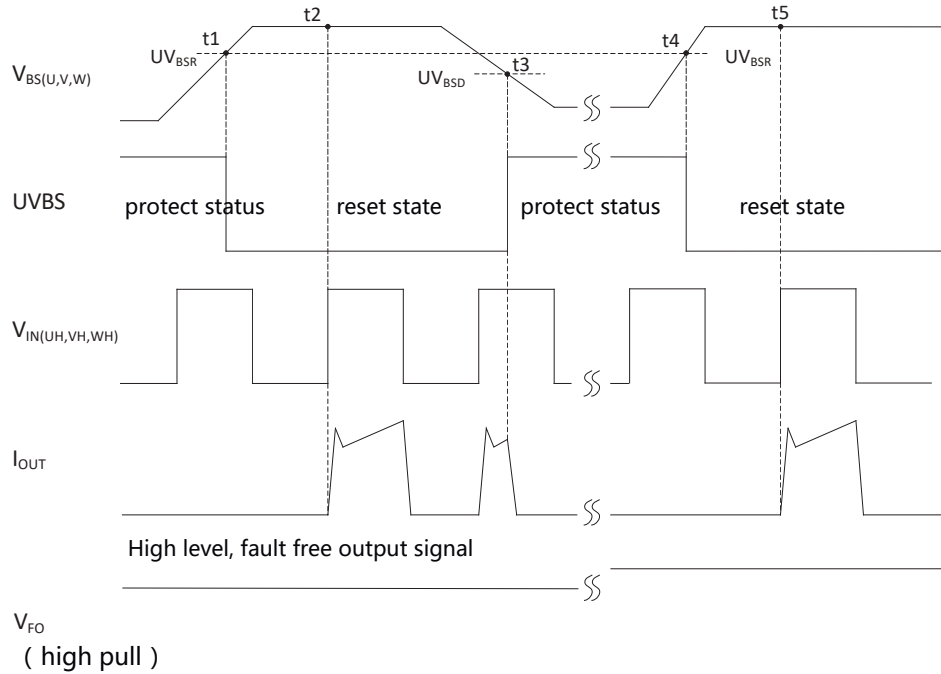 t1
t2
t3
t4
t5
UVBSR
UVBSD
UVBSR
VBS(U,V,W)
UVBS
protect status
reset state
protect status
reset state
VIN(UH,VH,WH)
IOUT
High level, fault free output signal
VFO
( high pull )